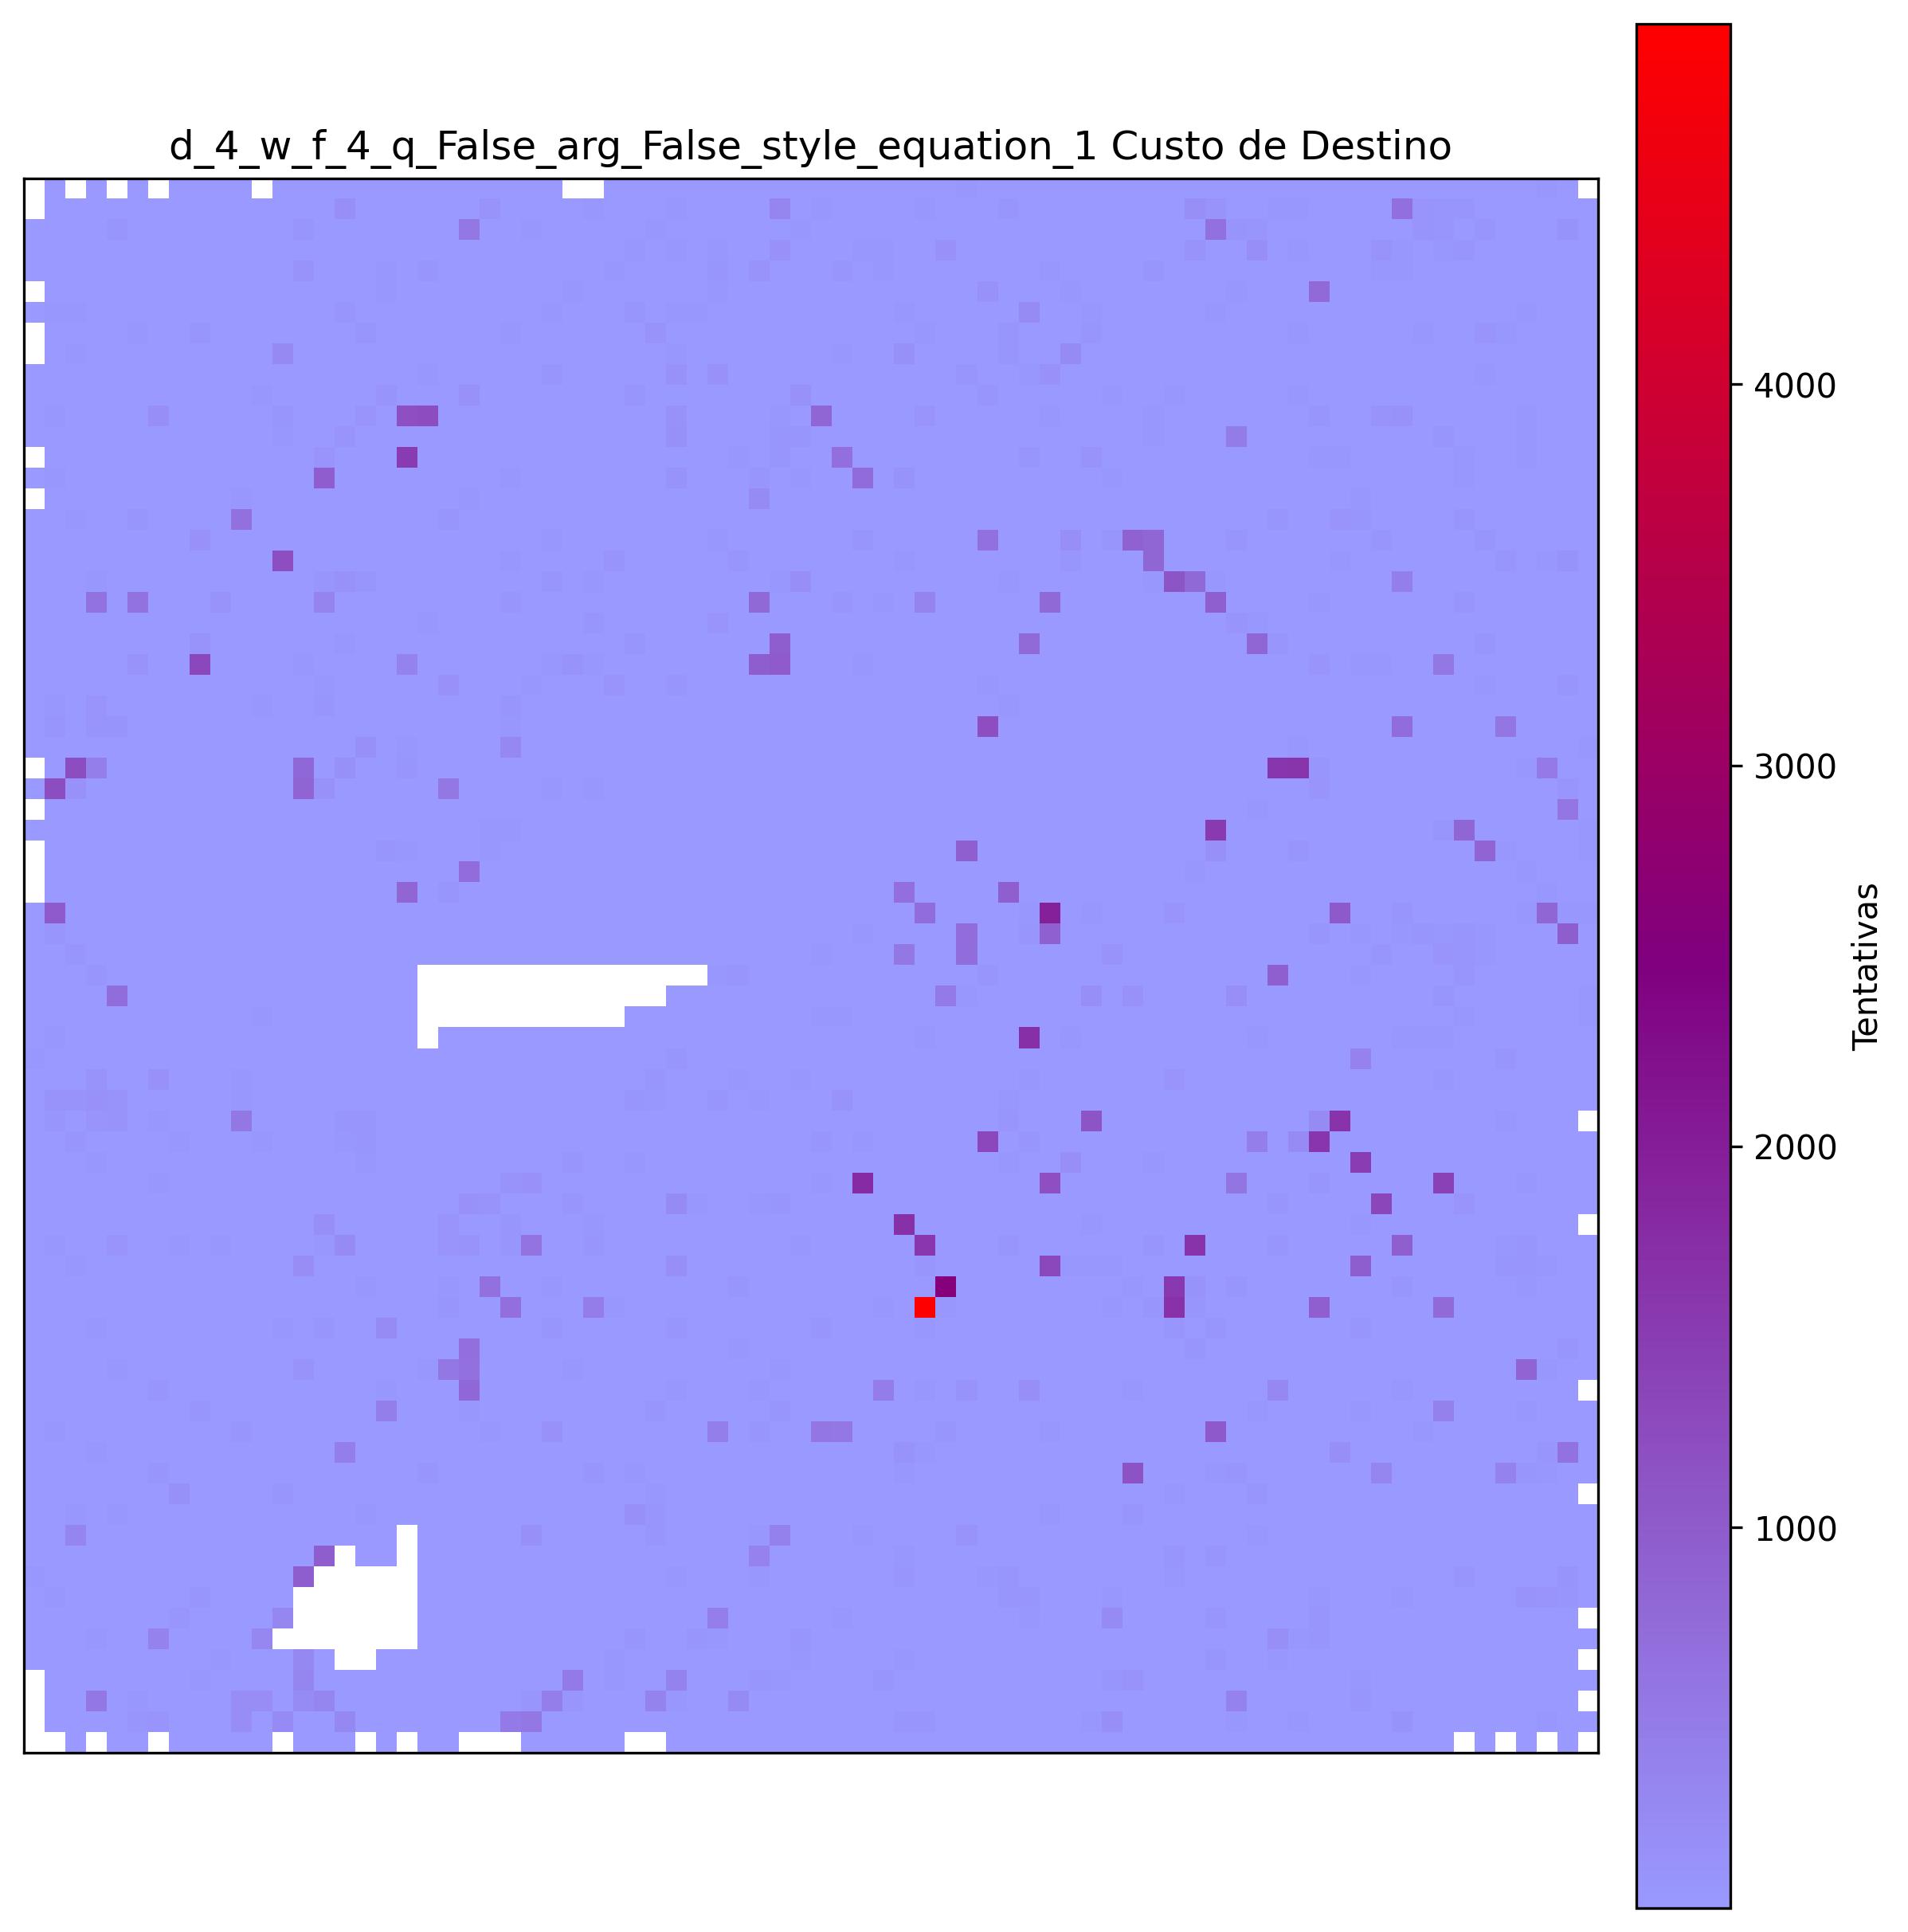 d_4_w_f_4_q_False_arg_False_style_equation_1 Custo de Destino
4000
3000
2000
1000
Tentativas